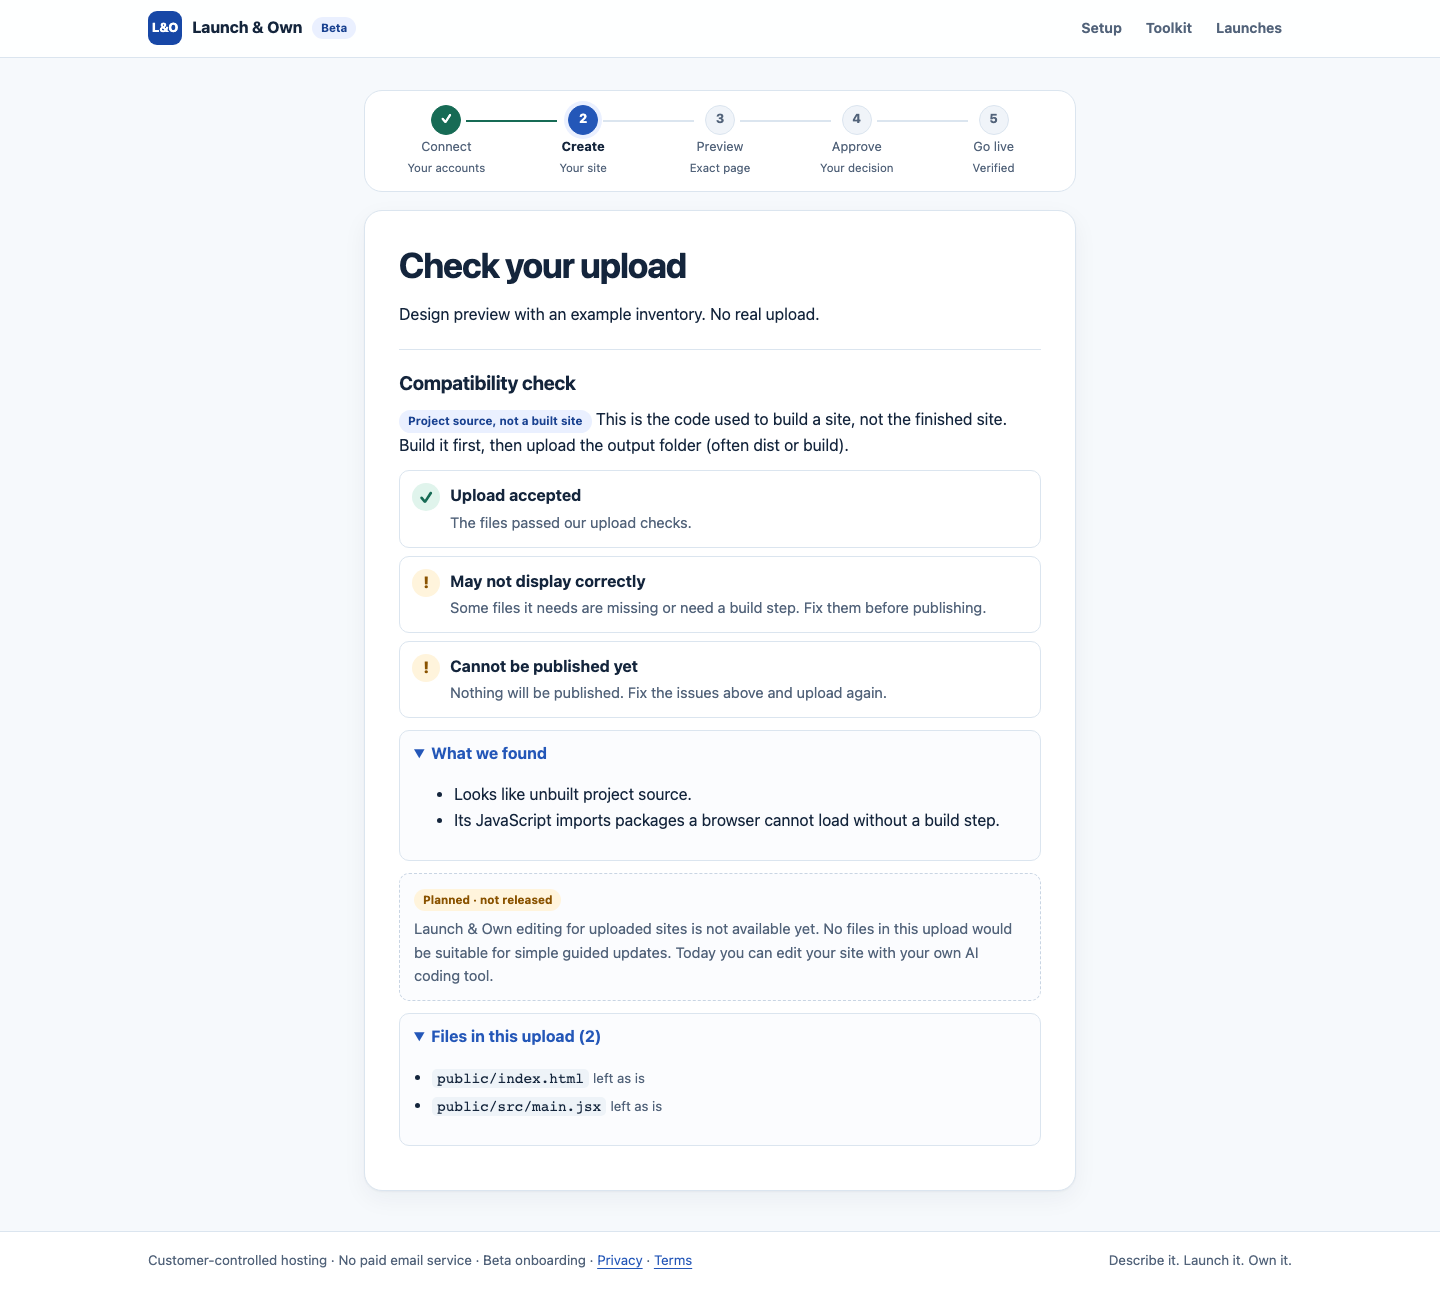 L&O Launch & Own Beta Setup Toolkit Launches
2 3 4 5
Connect Create Preview Approve Go live
Your accounts Your site Exact page Your decision Verified
Check your upload
Design preview with an example inventory. No real upload.
Compatibility check
Project source, not a built site This is the code used to build a site, not the finished site.
Build it first, then upload the output folder (often dist or build).
Upload accepted
The files passed our upload checks.
! May not display correctly
Some files it needs are missing or need a build step. Fix them before publishing.
! Cannot be published yet
Nothing will be published. Fix the issues above and upload again.
What we found
Looks like unbuilt project source.
Its JavaScript imports packages a browser cannot load without a build step.
Planned · not released
Launch & Own editing for uploaded sites is not available yet. No files in this upload would
be suitable for simple guided updates. Today you can edit your site with your own AI
coding tool.
Files in this upload (2)
public/index.html left as is
public/src/main.jsx left as is
Customer-controlled hosting · No paid email service · Beta onboarding · Privacy · Terms
Describe it. Launch it. Own it.